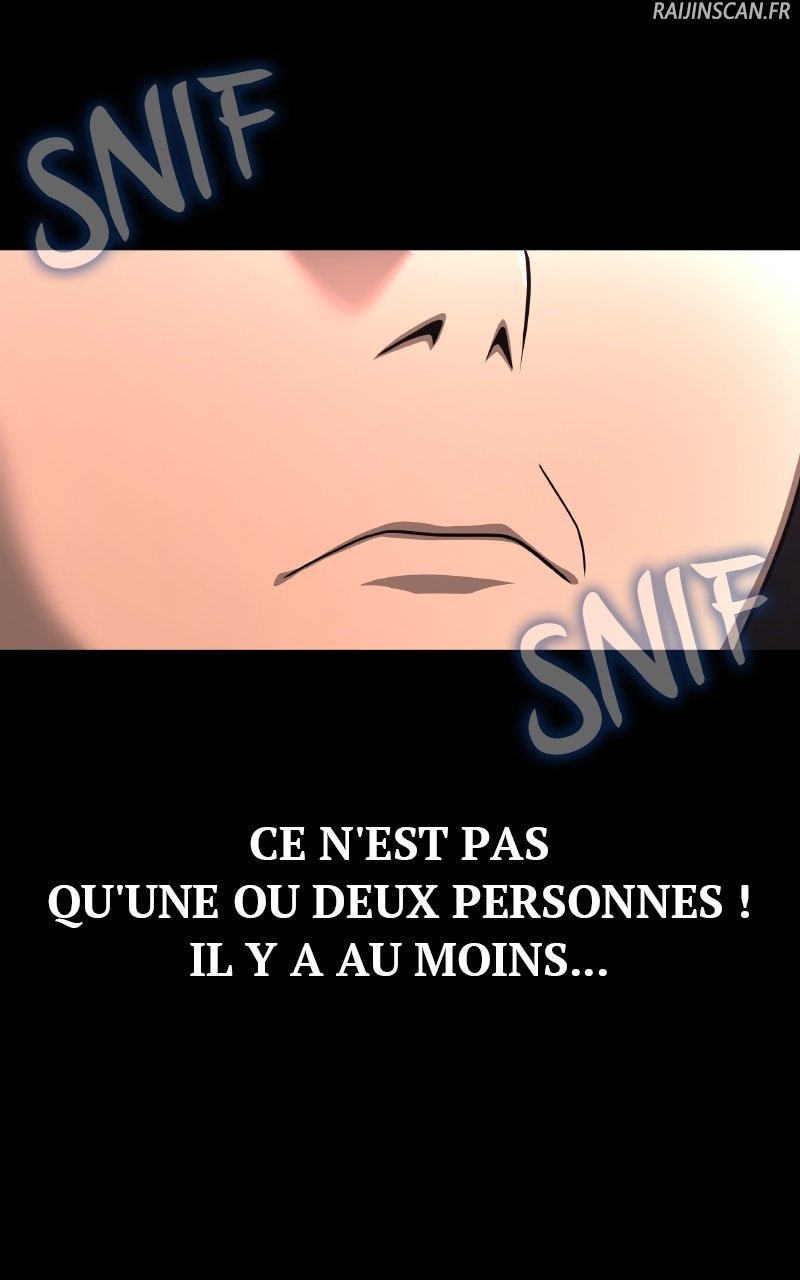 RAIJINSCAN.FR
SNIF
SNIF
CE N'EST PAS
QU'UNE OU DEUX PERSONNES !
IL Y A AU MOINS...